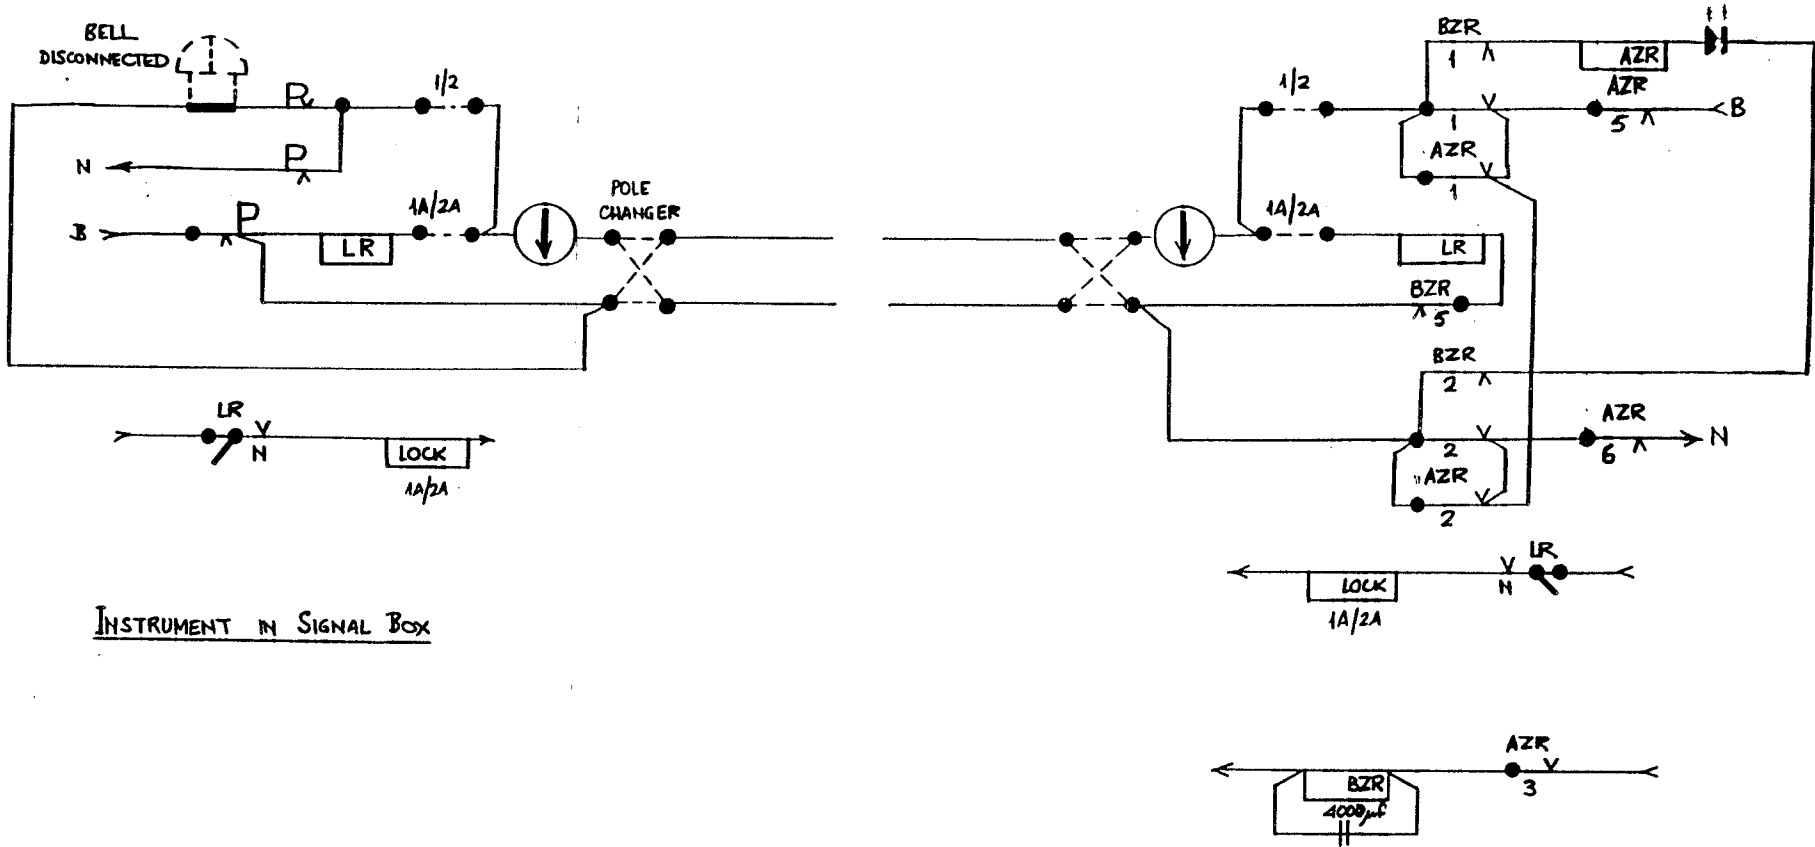 BELL
DISCONNECTED
P
1/2
N
P
B
P
LR
1A/2A
POLE
CHANGER
LR
N
LOCK
1A/2A
INSTRUMENT IN SIGNAL BOX
BZR
1
AZR
1/2
1
AZR
5
B
AZR
1
1A/2A
LR
BZR
5
BZR
2
2
AZR
6
N
AZR
2
LOCK
1A/2A
N
LR
BZR
4000µf
AZR
3